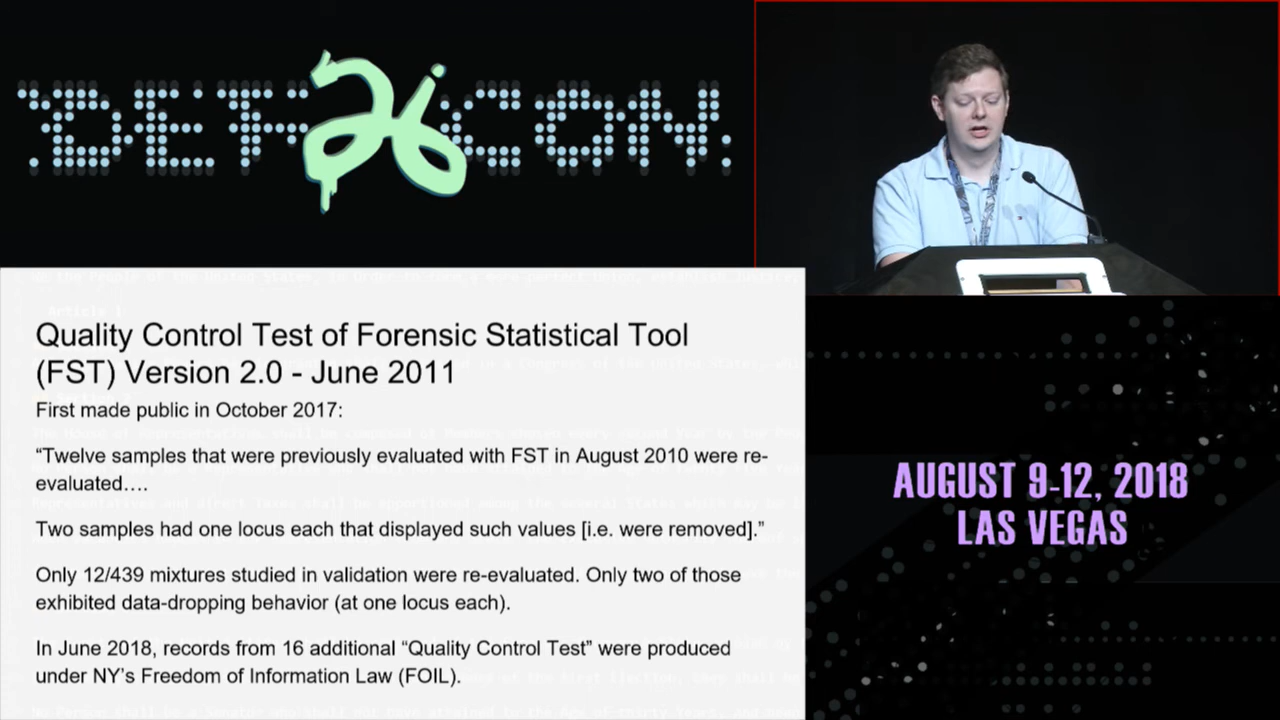 DEF 26 CON
Quality Control Test of Forensic Statistical Tool
(FST) Version 2.0 - June 2011
First made public in October 2017:
“Twelve samples that were previously evaluated with FST in August 2010 were re-
evaluated….
Two samples had one locus each that displayed such values [i.e. were removed].”
Only 12/439 mixtures studied in validation were re-evaluated. Only two of those
exhibited data-dropping behavior (at one locus each).
In June 2018, records from 16 additional “Quality Control Test” were produced
under NY’s Freedom of Information Law (FOIL).
AUGUST 9-12, 2018
LAS VEGAS